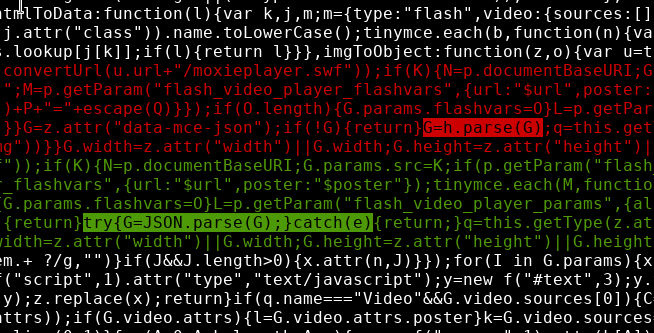 mlToData:function(l){var k,j,m;m={type:"flash",video:{sources:[]
j.attr("class")).name.toLowerCase();tinymce.each(b,function(n){va
s.lookup[j[k]];if(l){return l}}},imgToObject:function(z,o){var u=t
convertUrl(u.url+"/moxieplayer.swf"));if(K){N=p.documentBaseURI;G
";M=p.getParam("flash_video_player_flashvars",{url:"$url",poster:
)+P+"="+escape(Q)}});if(O.length){G.params.flashvars=O}L=p.getPar
}}G=z.attr("data-mce-json");if(!G){return}G=h.parse(G);q=this.get
ng"))}}G.width=z.attr("width")||G.width;G.height=z.attr("height")|
f"));if(K){N=p.documentBaseURI;G.params.src=K;if(p.getParam("flash
_flashvars",{url:"$url",poster:"$poster"});tinymce.each(M,functio
{G.params.flashvars=O}L=p.getParam("flash_video_player_params",{al
{return}try{G=JSON.parse(G);}catch(e){return;}q=this.getType(z.at
width=z.attr("width")||G.width;G.height=z.attr("height")||G.height
em.+ ?/g,"")}if(J&&J.length>0){x.attr(n,J)}});for(I in G.params){x
f("script",1).attr("type","text/javascript");y=new f("#text",3);y.
y);z.replace(x);return}if(q.name==="Video"&&G.video.sources[0]){C=
attrs));if(G.video.attrs){l=G.video.attrs.poster}k=G.video.sources